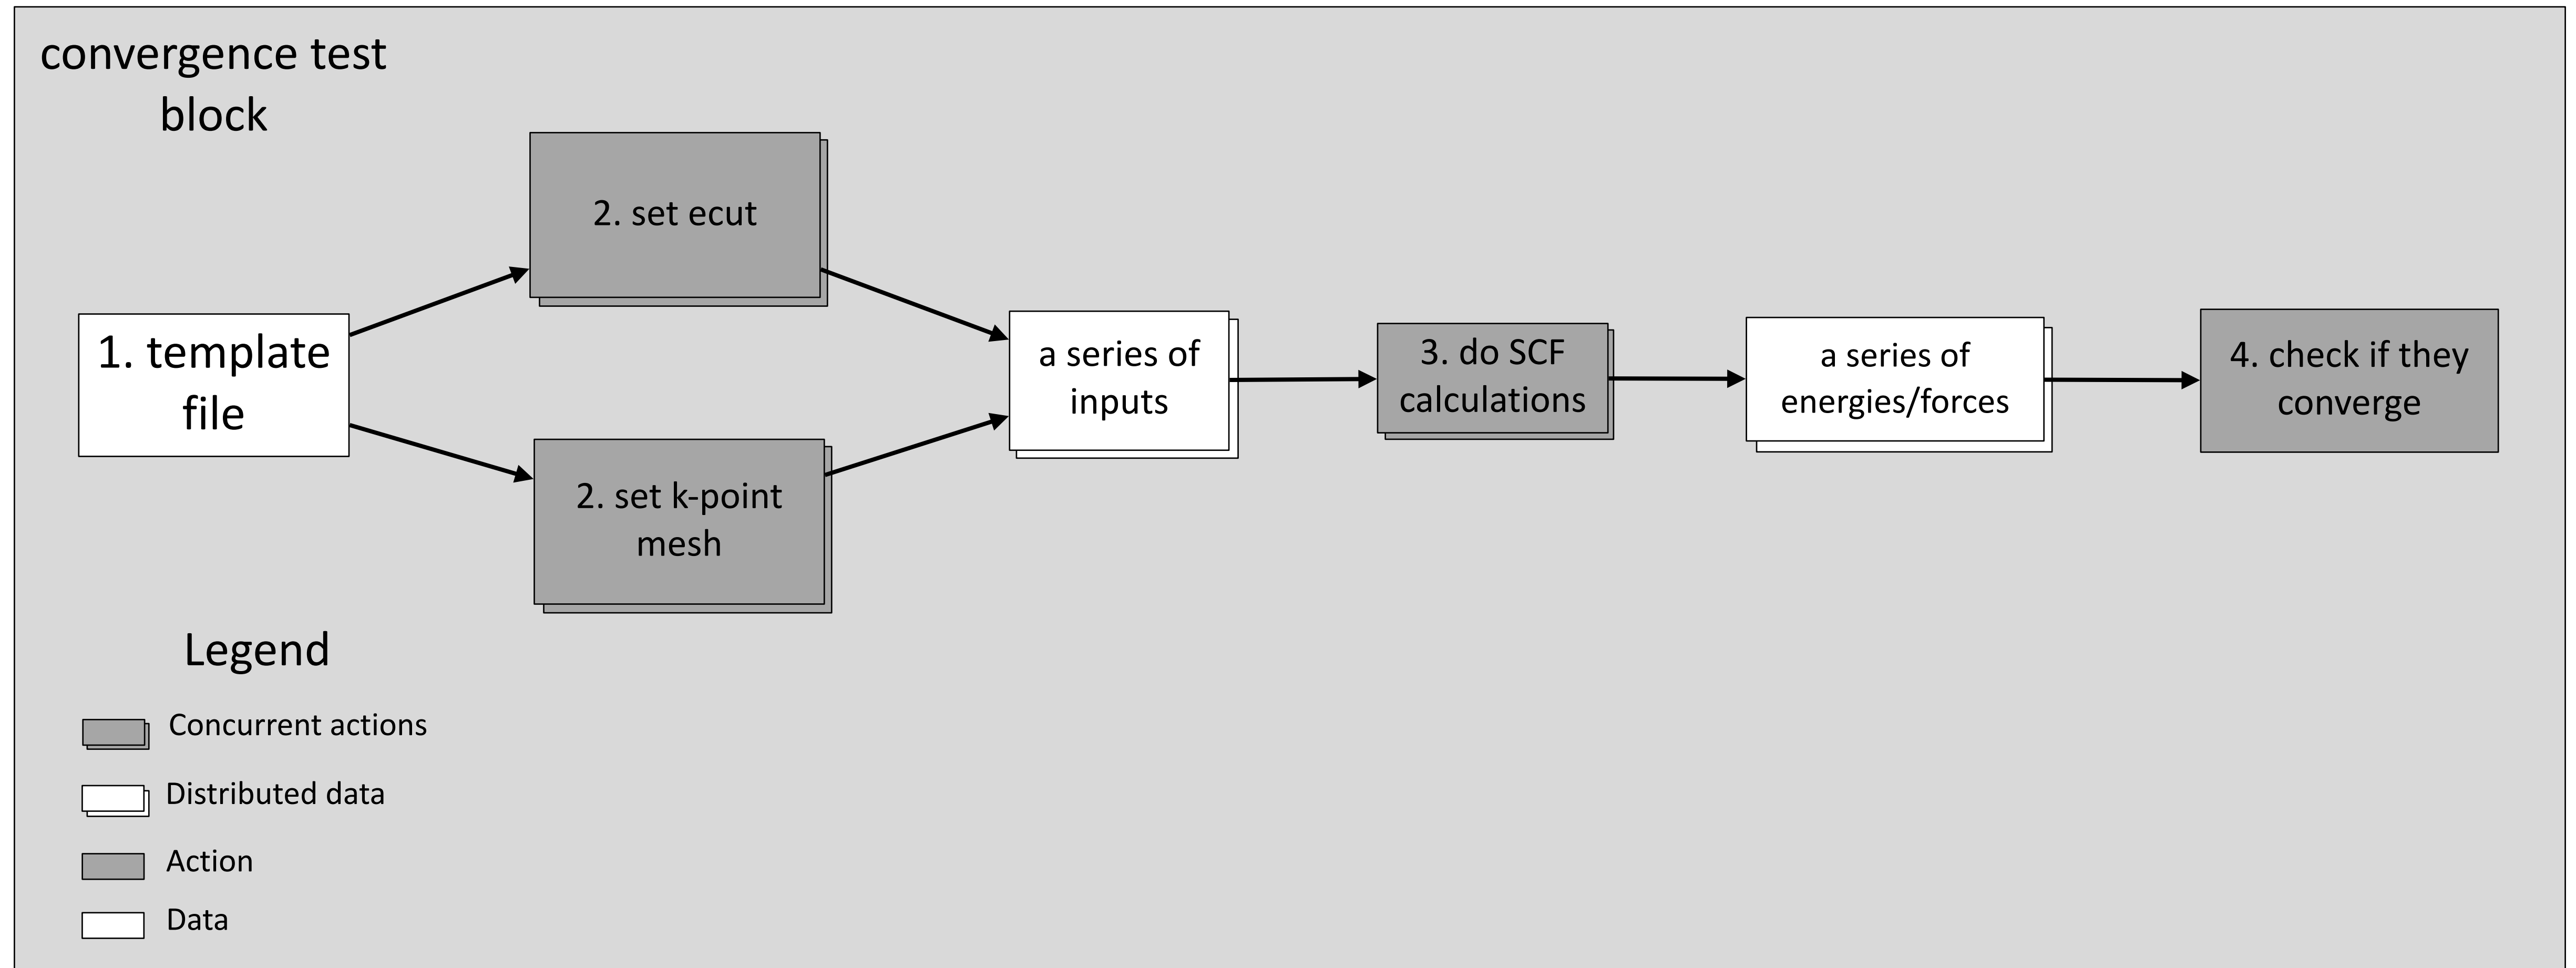 convergence test
block
2. set ecut
1. template
file
2. set k-point
mesh
a series of
inputs
3. do SCF
calculations
a series of
energies/forces
4. check if they
converge
Legend
Concurrent actions
Distributed data
Action
Data